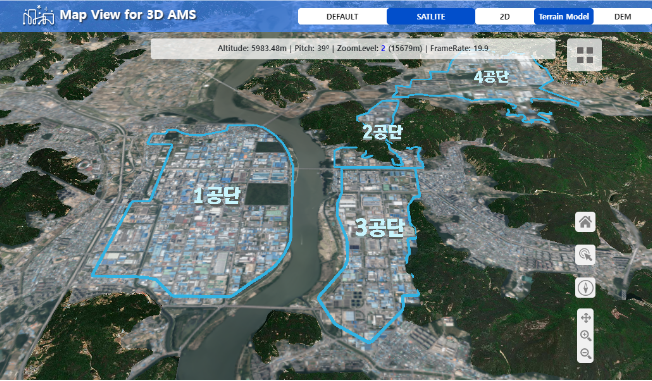 Map View for 3D AMS
DEFAULT
SATLITE
2D
Terrain Model
DEM
Altitude: 5983.48m | Pitch: 39º | ZoomLevel: 2 (15679m) | FrameRate: 19.9
4공단
2공단
1공단
3공단